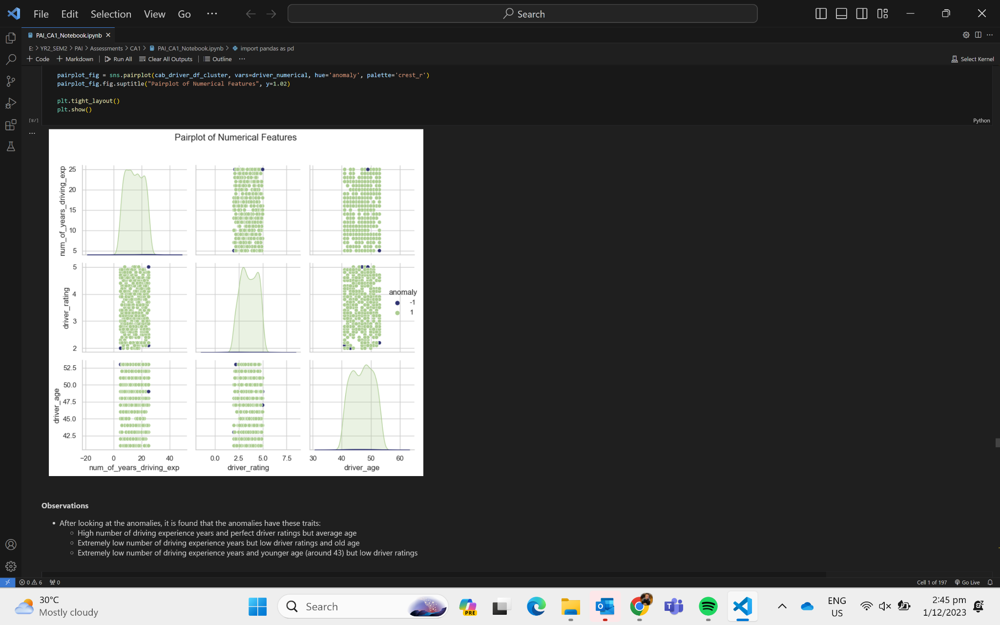 File Edit Selection View Go ··· Search
PAI_CA1_Notebook.ipynb
E: > YR2_SEM2 > PAI > Assessments > CA1 > PAI_CA1_Notebook.ipynb > import pandas as pd
+ Code + Markdown | Run All Clear All Outputs | Outline ··· Select Kernel
pairplot_fig = sns.pairplot(cab_driver_df_cluster, vars=driver_numerical, hue='anomaly', palette='crest_r')
pairplot_fig.fig.suptitle("Pairplot of Numerical Features", y=1.02)
plt.tight_layout()
plt.show()
[87] Python
Pairplot of Numerical Features
num_of_years_driving_exp
25
20
15
10
5
driver_rating
5
4
3
2
anomaly
-1
1
driver_age
52.5
50.0
47.5
45.0
42.5
−20 0 20 40 0.0 2.5 5.0 7.5 30 40 50 60
num_of_years_driving_exp driver_rating driver_age
Observations
• After looking at the anomalies, it is found that the anomalies have these traits:
○ High number of driving experience years and perfect driver ratings but average age
○ Extremely low number of driving experience years but low driver ratings and old age
○ Extremely low number of driving experience years and younger age (around 43) but low driver ratings
0 6 0 Cell 1 of 197 Go Live
30°C
Mostly cloudy
Search
PRE
ENG
US
2:45 pm
1/12/2023